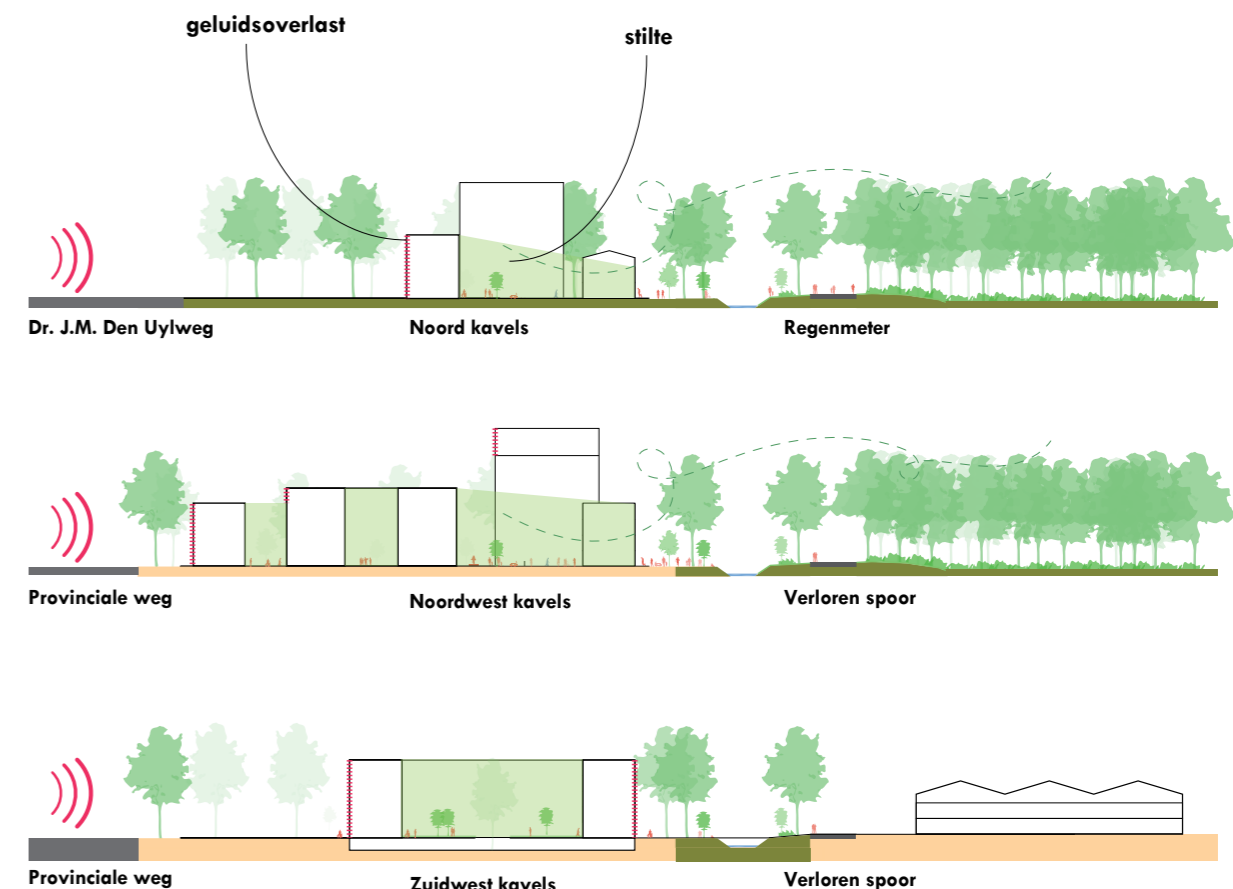 geluidsoverlast
stilte
Dr. J.M. Den Uylweg
Noord kavels
Regenmeter
Provinciale weg
Noordwest kavels
Verloren spoor
Provinciale weg
Zuidwest kavels
Verloren spoor